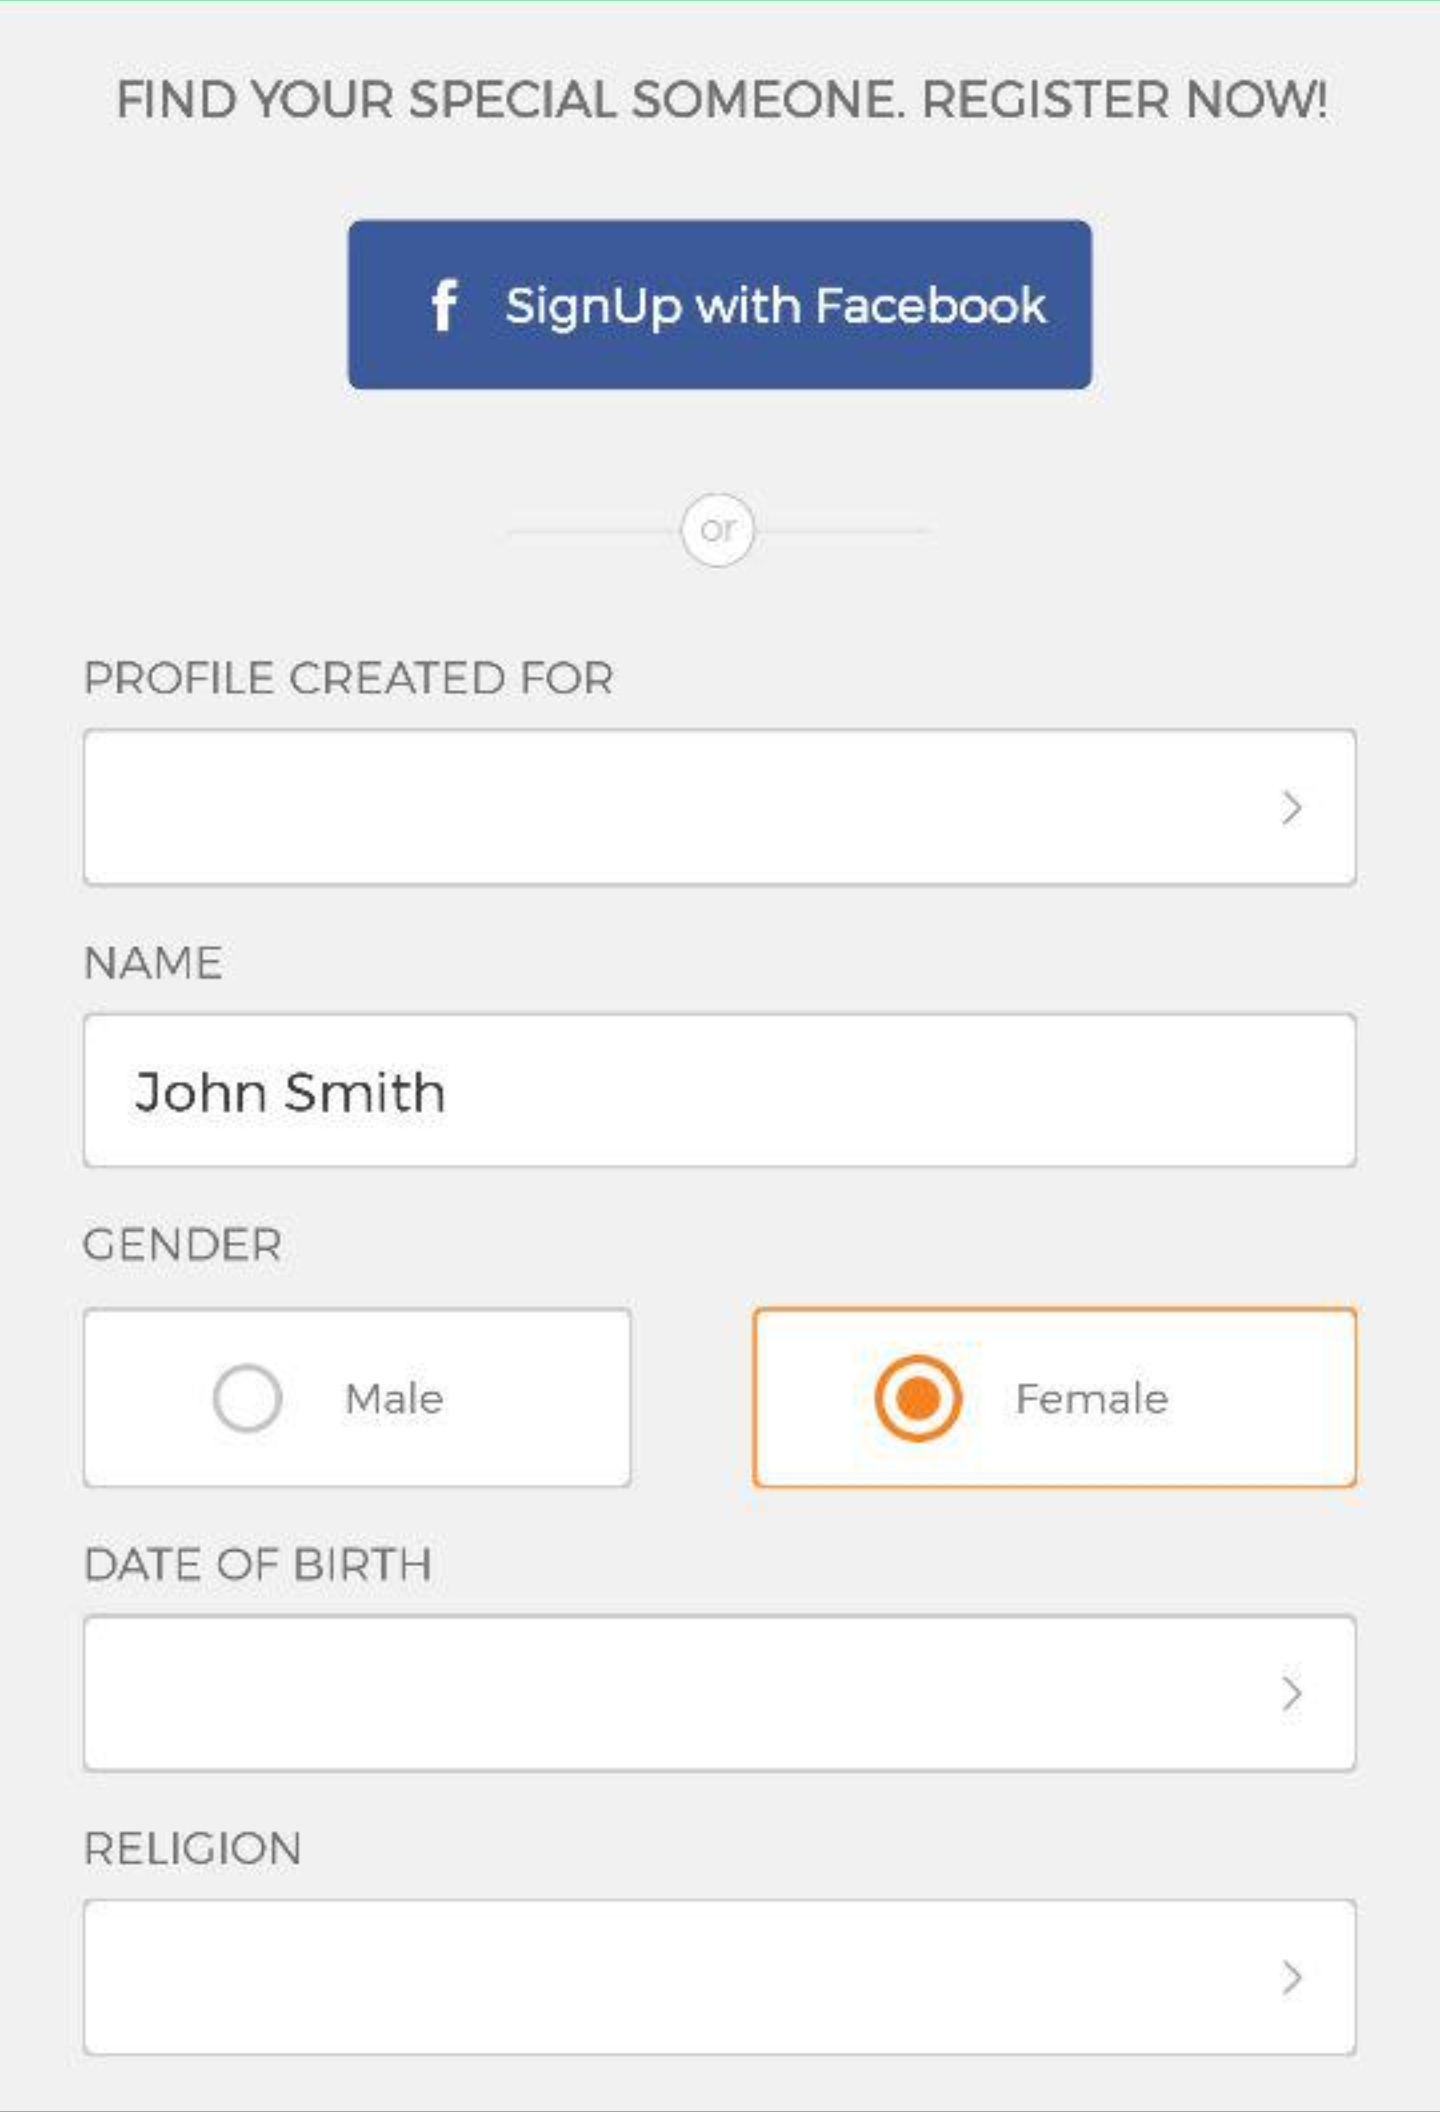 FIND YOUR SPECIAL SOMEONE. REGISTER NOW!
f SignUp with Facebook
or
PROFILE CREATED FOR
NAME
John Smith
GENDER
Male Female
DATE OF BIRTH
RELIGION